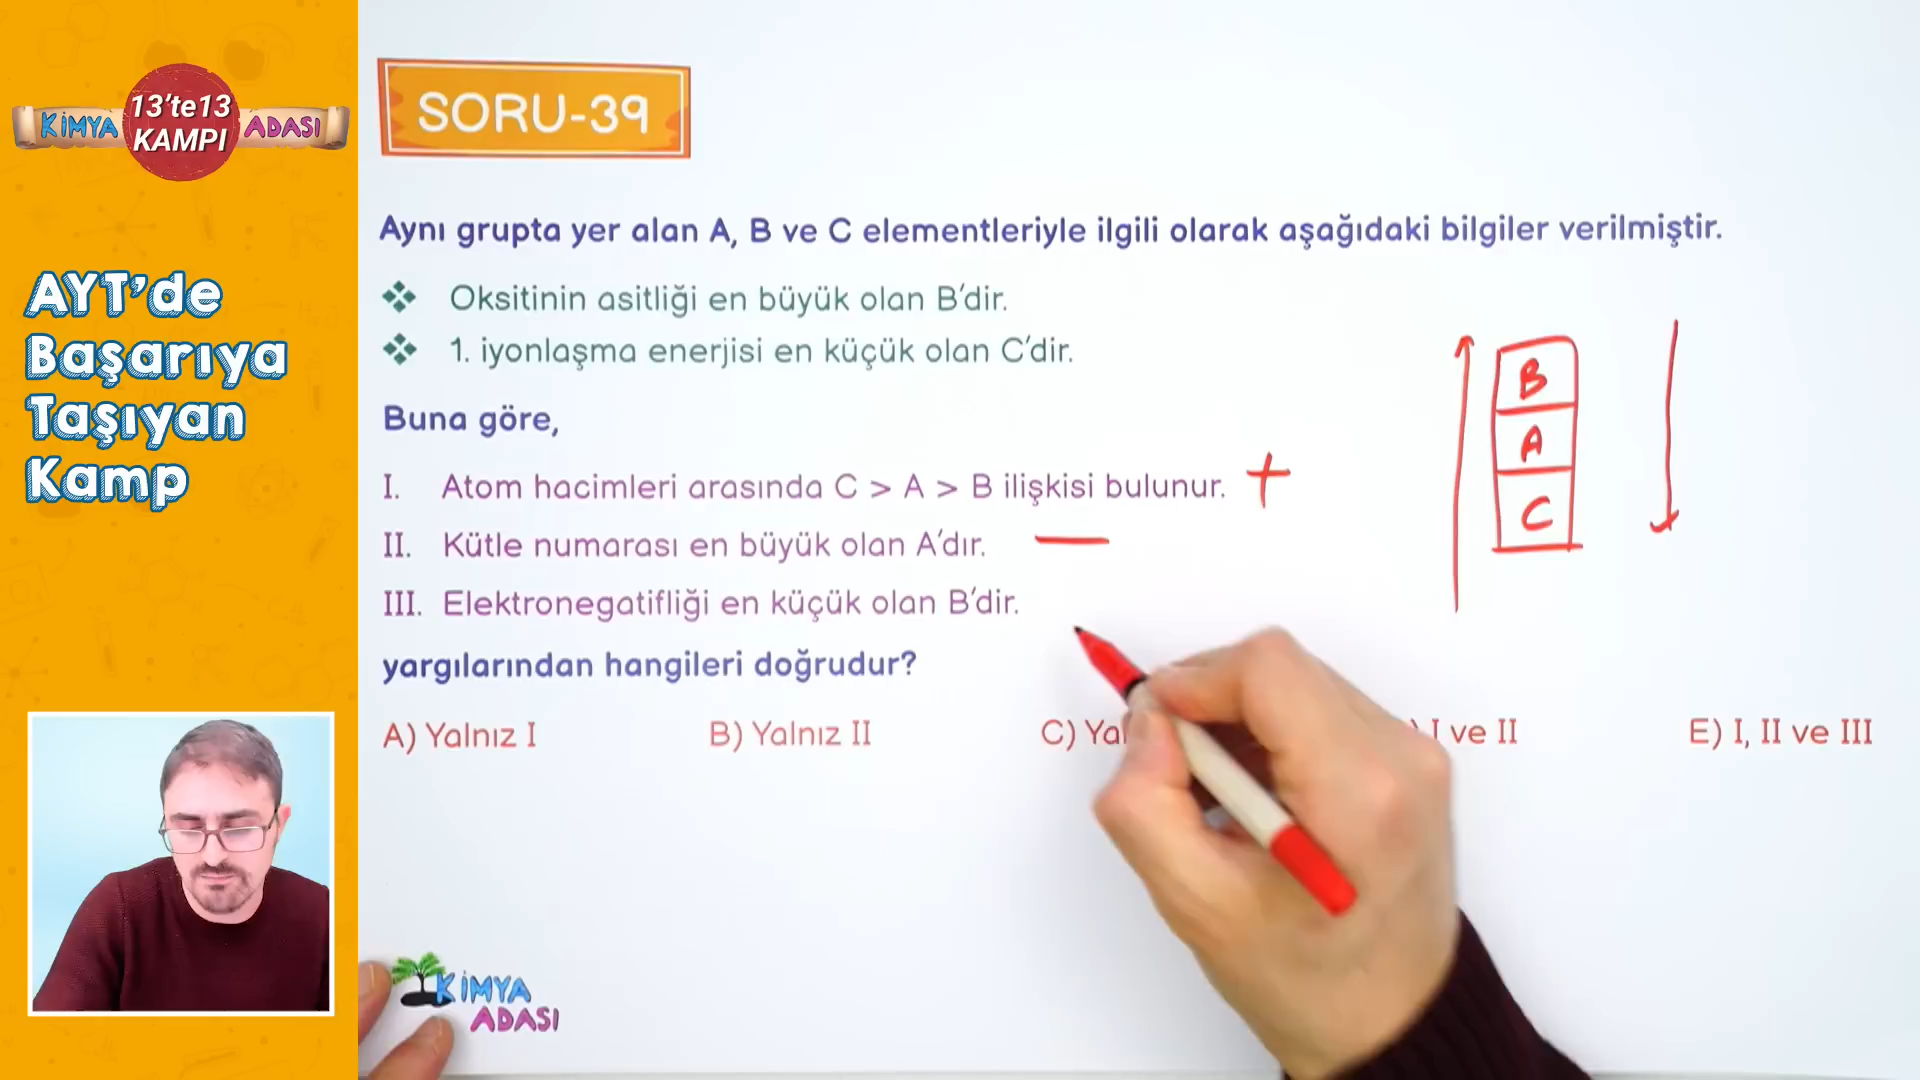 13'te13
KİMYA KAMPI ADASI
AYT'de
Başarıya
Taşıyan
Kamp
SORU-39
Aynı grupta yer alan A, B ve C elementleriyle ilgili olarak aşağıdaki bilgiler verilmiştir.
Oksitinin asitliği en büyük olan B'dir.
1. iyonlaşma enerjisi en küçük olan C'dir.
Buna göre,
I. Atom hacimleri arasında C > A > B ilişkisi bulunur. +
II. Kütle numarası en büyük olan A'dır. —
III. Elektronegatifliği en küçük olan B'dir.
yargılarından hangileri doğrudur?
A) Yalnız I B) Yalnız II C) I ve II E) I, II ve III
B
A
C
KİMYA
ADASI